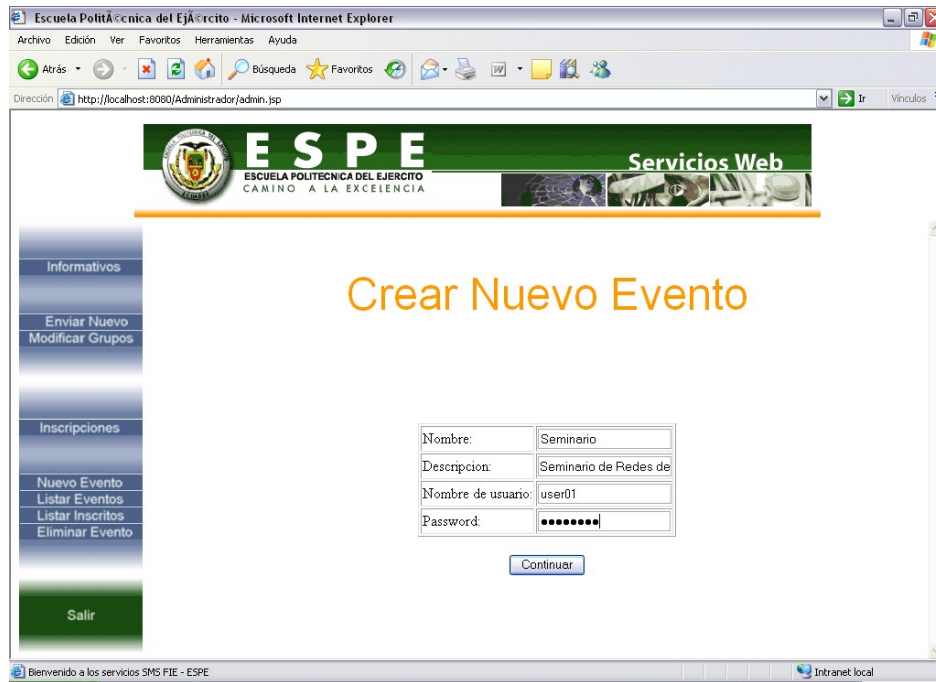 Escuela PolitÃ©cnica del EjÃ©rcito - Microsoft Internet Explorer
Archivo Edición Ver Favoritos Herramientas Ayuda
Atrás Búsqueda Favoritos
Dirección http://localhost:8080/Administrador/admin.jsp Ir Vínculos
ESPE
ESCUELA POLITECNICA DEL EJERCITO
CAMINO A LA EXCELENCIA
Servicios Web
Informativos
Enviar Nuevo
Modificar Grupos
Inscripciones
Nuevo Evento
Listar Eventos
Listar Inscritos
Eliminar Evento
Salir
Crear Nuevo Evento
Nombre: Seminario
Descripcion: Seminario de Redes de
Nombre de usuario: user01
Password: ••••••••
Continuar
Bienvenido a los servicios SMS FIE - ESPE Intranet local